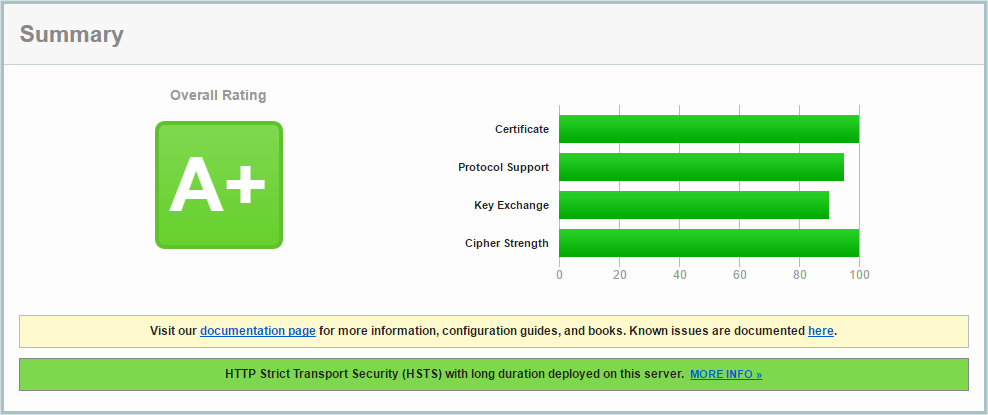 Summary
Overall Rating
A+
Certificate
Protocol Support
Key Exchange
Cipher Strength
0 20 40 60 80 100
Visit our documentation page for more information, configuration guides, and books. Known issues are documented here.
HTTP Strict Transport Security (HSTS) with long duration deployed on this server. MORE INFO »